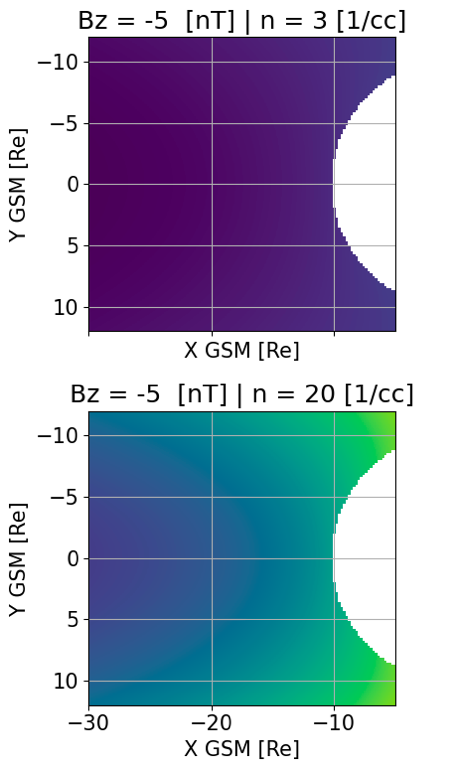 Bz = -5  [nT] | n = 3 [1/cc]
−10
−5
0
5
10
Y GSM [Re]
X GSM [Re]
Bz = -5  [nT] | n = 20 [1/cc]
−10
−5
0
5
10
Y GSM [Re]
−30 −20 −10
X GSM [Re]